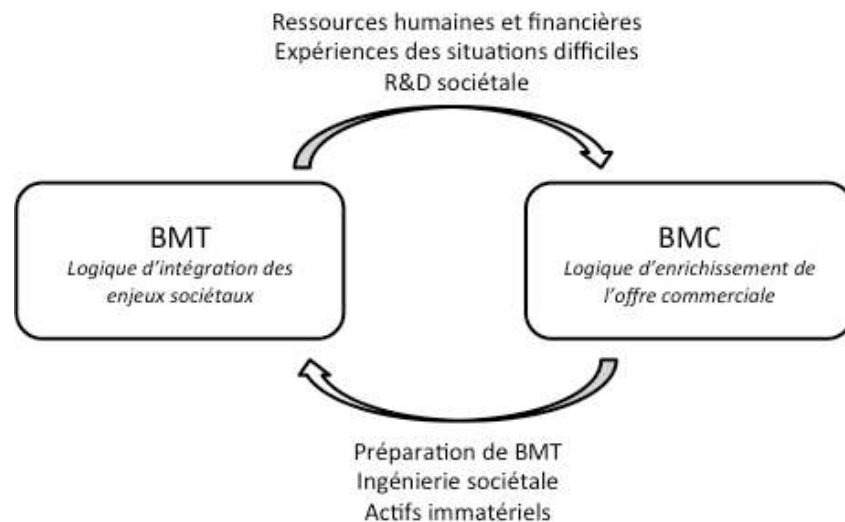 Ressources humaines et financières
Expériences des situations difficiles
R&D sociétale
BMT
Logique d'intégration des
enjeux sociétaux
BMC
Logique d'enrichissement de
l'offre commerciale
Préparation de BMT
Ingénierie sociétale
Actifs immatériels